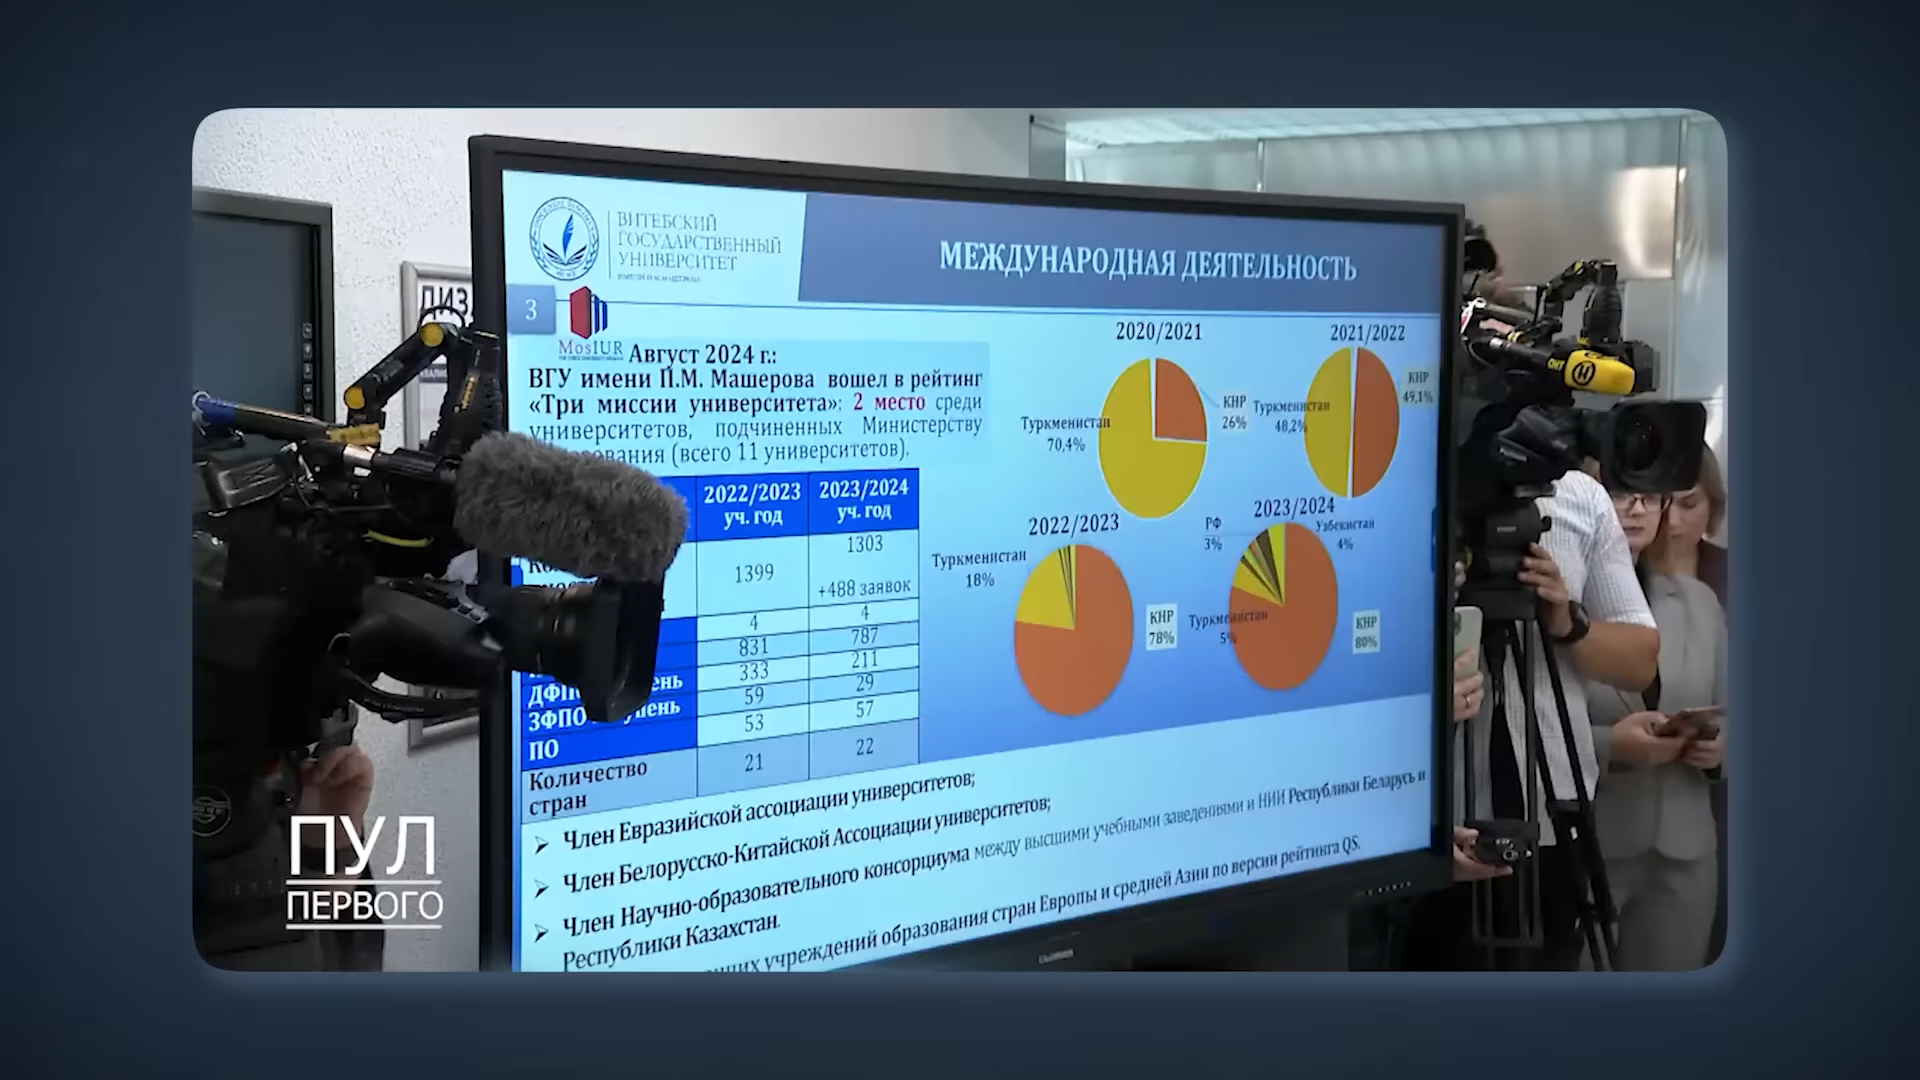 ВИТЕБСКИЙ
ГОСУДАРСТВЕННЫЙ
УНИВЕРСИТЕТ
МЕЖДУНАРОДНАЯ ДЕЯТЕЛЬНОСТЬ
3
MosIUR
Август 2024 г.:
ВГУ имени П.М. Машерова вошел в рейтинг
«Три миссии университета»: 2 место среди
университетов, подчиненных Министерству
(всего 11 университетов).
2022/2023
уч. год
2023/2024
уч. год
1399
1303
+488 заявок
4
4
831
787
333
211
59
29
53
57
ПО
Количество
стран
21
22
2020/2021
Туркменистан
70,4%
КНР
26%
2021/2022
Туркменистан
48,2%
КНР
49,1%
2022/2023
Туркменистан
18%
КНР
78%
2023/2024
РФ
3%
Узбекистан
4%
Туркменистан
5%
КНР
80%
Член Евразийской ассоциации университетов;
Член Белорусско-Китайской Ассоциации университетов;
Член Научно-образовательного консорциума между высшими учебными заведениями и НИИ Республики Беларусь и
Республики Казахстан.
учреждений образования стран Европы и средней Азии по версии рейтинга QS.
ПУЛ
ПЕРВОГО